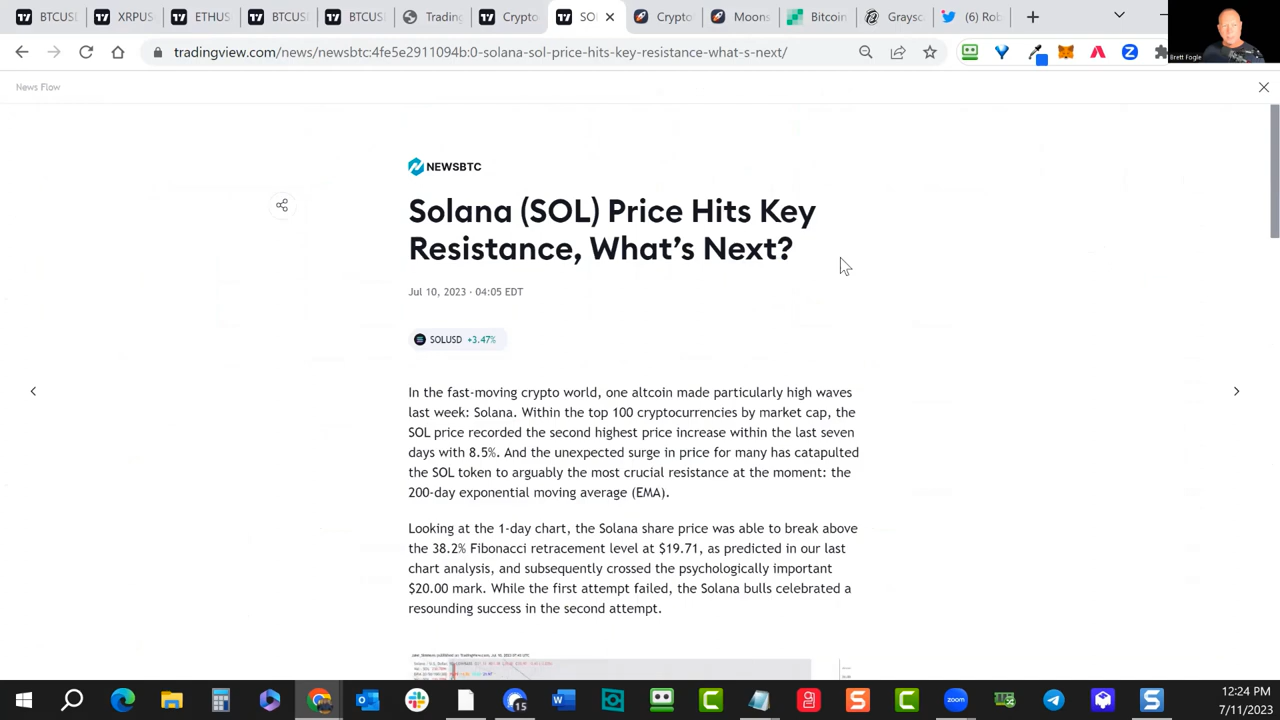 BTCUS
XRPUS
ETHUS
BTCUS
BTCUS
Trading
Crypto
SOL
Crypto
Moons
Bitcoin
Graysc
(6) Rob
tradingview.com/news/newsbtc:4fe5e2911094b:0-solana-sol-price-hits-key-resistance-what-s-next/
Brett Fogle
News Flow
NEWSBTC
Solana (SOL) Price Hits Key
Resistance, What's Next?
Jul 10, 2023 · 04:05 EDT
SOLUSD +3.47%
In the fast-moving crypto world, one altcoin made particularly high waves
last week: Solana. Within the top 100 cryptocurrencies by market cap, the
SOL price recorded the second highest price increase within the last seven
days with 8.5%. And the unexpected surge in price for many has catapulted
the SOL token to arguably the most crucial resistance at the moment: the
200-day exponential moving average (EMA).
Looking at the 1-day chart, the Solana share price was able to break above
the 38.2% Fibonacci retracement level at $19.71, as predicted in our last
chart analysis, and subsequently crossed the psychologically important
$20.00 mark. While the first attempt failed, the Solana bulls celebrated a
resounding success in the second attempt.
15
zoom
12:24 PM
7/11/2023